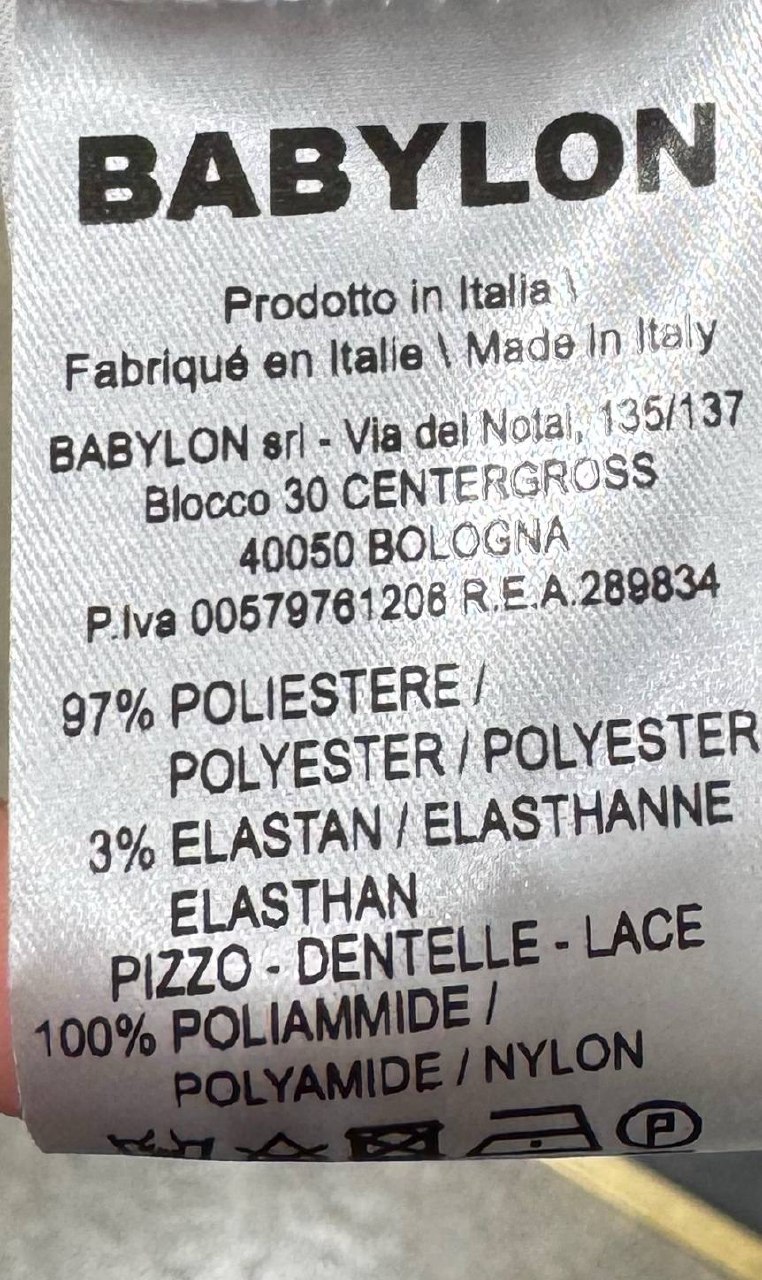 BABYLON
Prodotto in Italia \
Fabriqué en Italie \ Made in Italy
BABYLON srl - Via dei Notai, 135/137
Blocco 30 CENTERGROSS
40050 BOLOGNA
P.Iva 00579761206 R.E.A.289834
97% POLIESTERE /
POLYESTER / POLYESTER
3% ELASTAN / ELASTHANNE
ELASTHAN
PIZZO - DENTELLE - LACE
100% POLIAMMIDE /
POLYAMIDE / NYLON
P